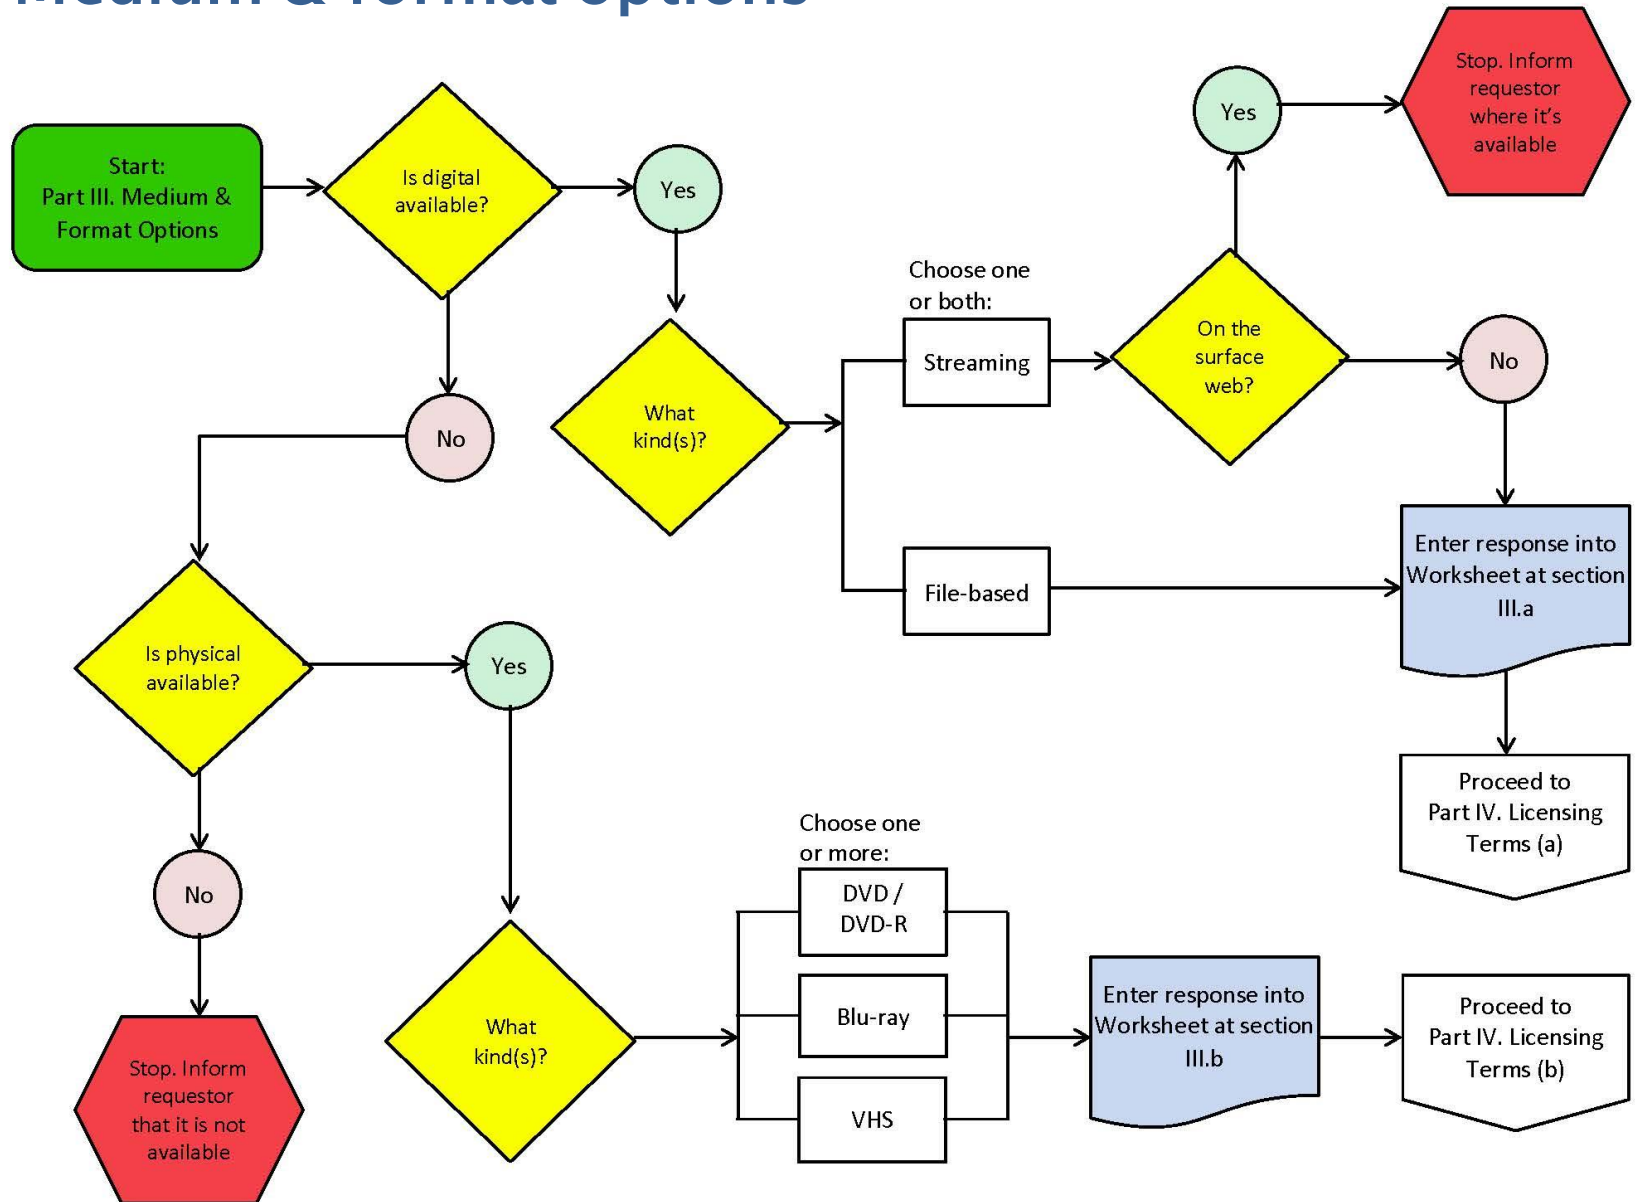 Medium & format options
Start:
Part III. Medium &
Format Options
Is digital
available?
Yes
No
What
kind(s)?
Choose one
or both:
Streaming
File-based
On the
surface
web?
Yes
Stop. Inform
requestor
where it's
available
No
Enter response into
Worksheet at section
III.a
Proceed to
Part IV. Licensing
Terms (a)
Is physical
available?
Yes
No
Stop. Inform
requestor
that it is not
available
What
kind(s)?
Choose one
or more:
DVD /
DVD-R
Blu-ray
VHS
Enter response into
Worksheet at section
III.b
Proceed to
Part IV. Licensing
Terms (b)